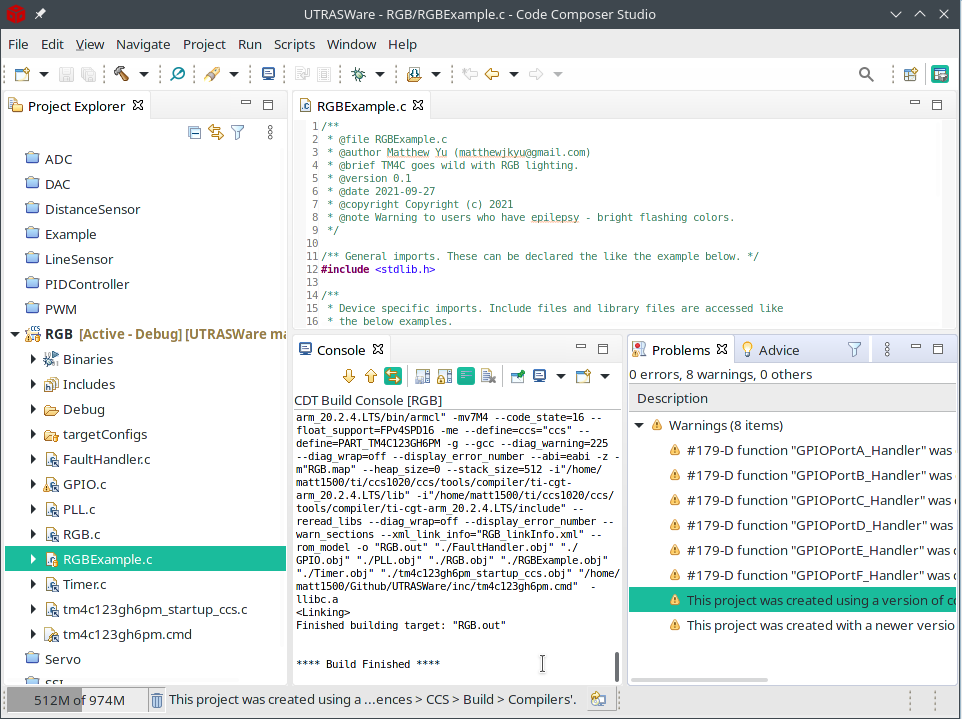 UTRASWare - RGB/RGBExample.c - Code Composer Studio
File Edit View Navigate Project Run Scripts Window Help
Project Explorer
ADC
DAC
DistanceSensor
Example
LineSensor
PIDController
PWM
RGB [Active - Debug] [UTRASWare ma
Binaries
Includes
Debug
targetConfigs
FaultHandler.c
GPIO.c
PLL.c
RGB.c
RGBExample.c
Timer.c
tm4c123gh6pm_startup_ccs.c
tm4c123gh6pm.cmd
Servo
SSI
RGBExample.c
1 /**
2  * @file RGBExample.c
3  * @author Matthew Yu (matthewjkyu@gmail.com)
4  * @brief TM4C goes wild with RGB lighting.
5  * @version 0.1
6  * @date 2021-09-27
7  * @copyright Copyright (c) 2021
8  * @note Warning to users who have epilepsy - bright flashing colors.
9  */
10
11 /** General imports. These can be declared the like the example below. */
12 #include <stdlib.h>
13
14 /**
15  * Device specific imports. Include files and library files are accessed like
16  * the below examples.
Console
CDT Build Console [RGB]
arm_20.2.4.LTS/bin/armcl" -mv7M4 --code_state=16 --
float_support=FPv4SPD16 -me --define=ccs="ccs" --
define=PART_TM4C123GH6PM -g --gcc --diag_warning=225
--diag_wrap=off --display_error_number --abi=eabi -z -
m"RGB.map" --heap_size=0 --stack_size=512 -i"/home/
matt1500/ti/ccs1020/ccs/tools/compiler/ti-cgt-
arm_20.2.4.LTS/lib" -i"/home/matt1500/ti/ccs1020/ccs/
tools/compiler/ti-cgt-arm_20.2.4.LTS/include" --
reread_libs --diag_wrap=off --display_error_number --
warn_sections --xml_link_info="RGB_linkInfo.xml" --
rom_model -o "RGB.out" "./FaultHandler.obj" "./
GPIO.obj" "./PLL.obj" "./RGB.obj" "./RGBExample.obj"
"./Timer.obj" "./tm4c123gh6pm_startup_ccs.obj" "/home/
matt1500/Github/UTRASWare/inc/tm4c123gh6pm.cmd" -
llibc.a
<Linking>
Finished building target: "RGB.out"
**** Build Finished ****
Problems Advice
0 errors, 8 warnings, 0 others
Description
Warnings (8 items)
#179-D function "GPIOPortA_Handler" was
#179-D function "GPIOPortB_Handler" was
#179-D function "GPIOPortC_Handler" was
#179-D function "GPIOPortD_Handler" was
#179-D function "GPIOPortE_Handler" was
#179-D function "GPIOPortF_Handler" was
This project was created using a version of co
This project was created with a newer versio
512M of 974M This project was created using a ...ences > CCS > Build > Compilers'.